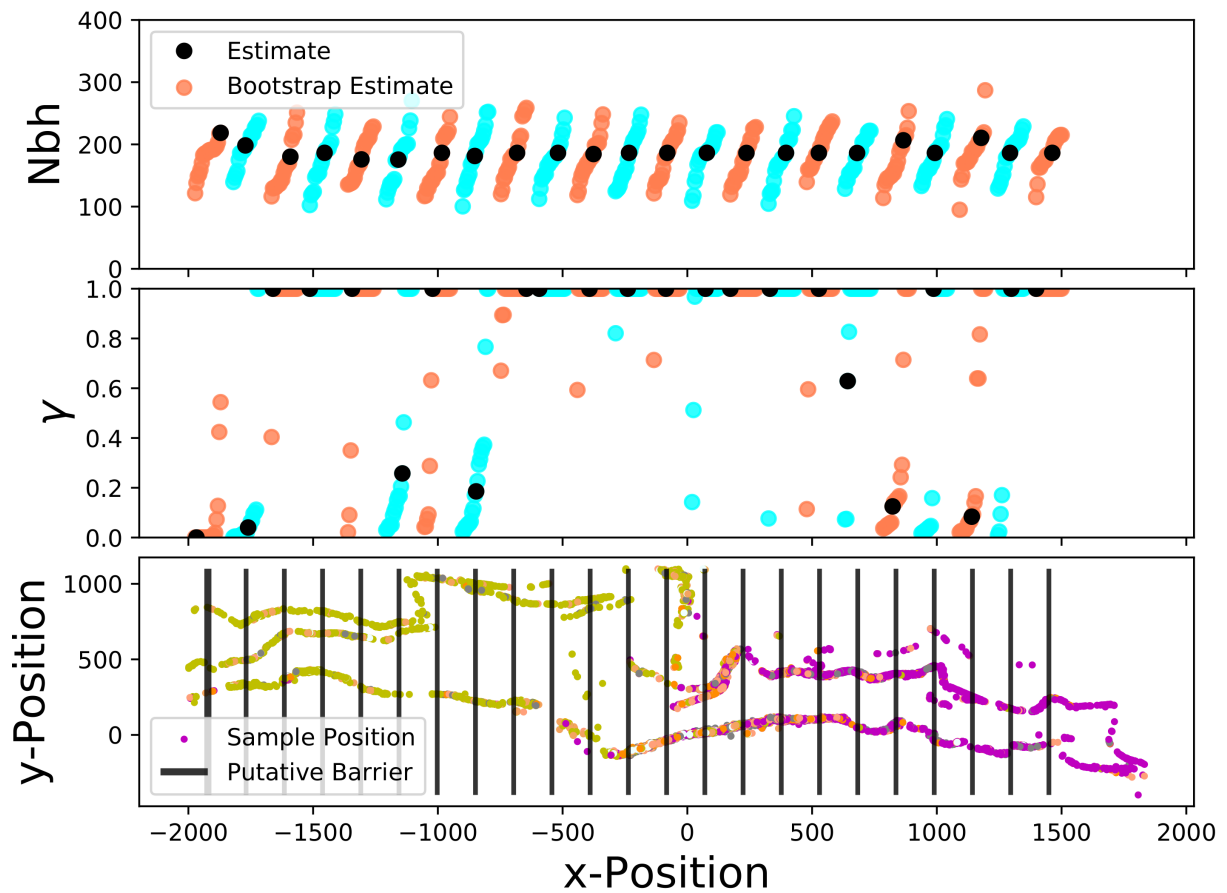 400
Estimate
Bootstrap Estimate
300
Nbh
200
100
0
1.0
0.8
0.6
γ
0.4
0.2
0.0
1000
y-Position
500
0
Sample Position
Putative Barrier
−2000 −1500 −1000 −500 0 500 1000 1500 2000
x-Position